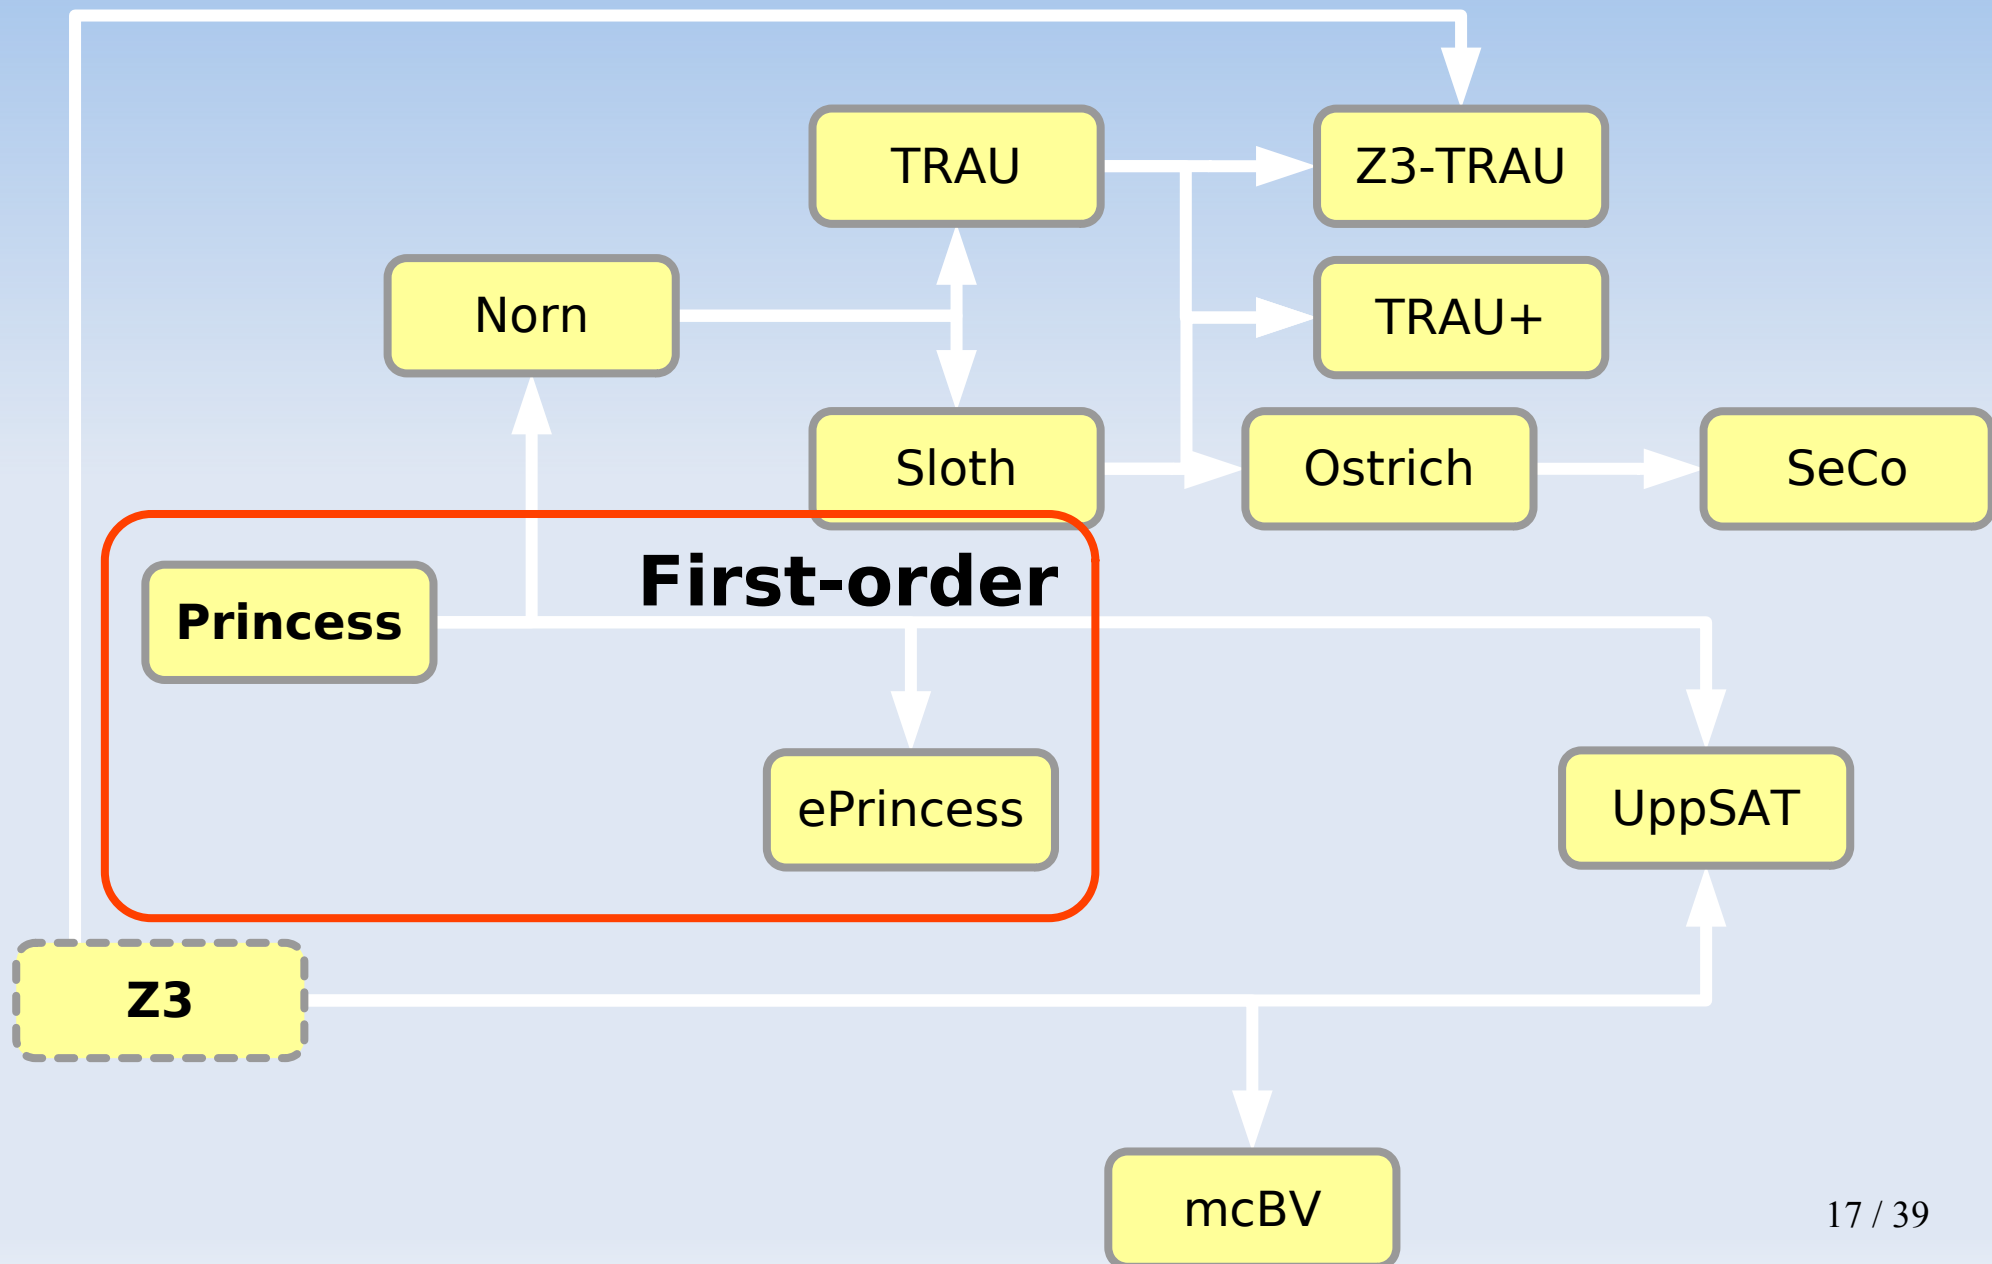 TRAU
Z3-TRAU
Norn
TRAU+
Sloth
Ostrich
SeCo
First-order
Princess
ePrincess
UppSAT
Z3
mcBV
17 / 39